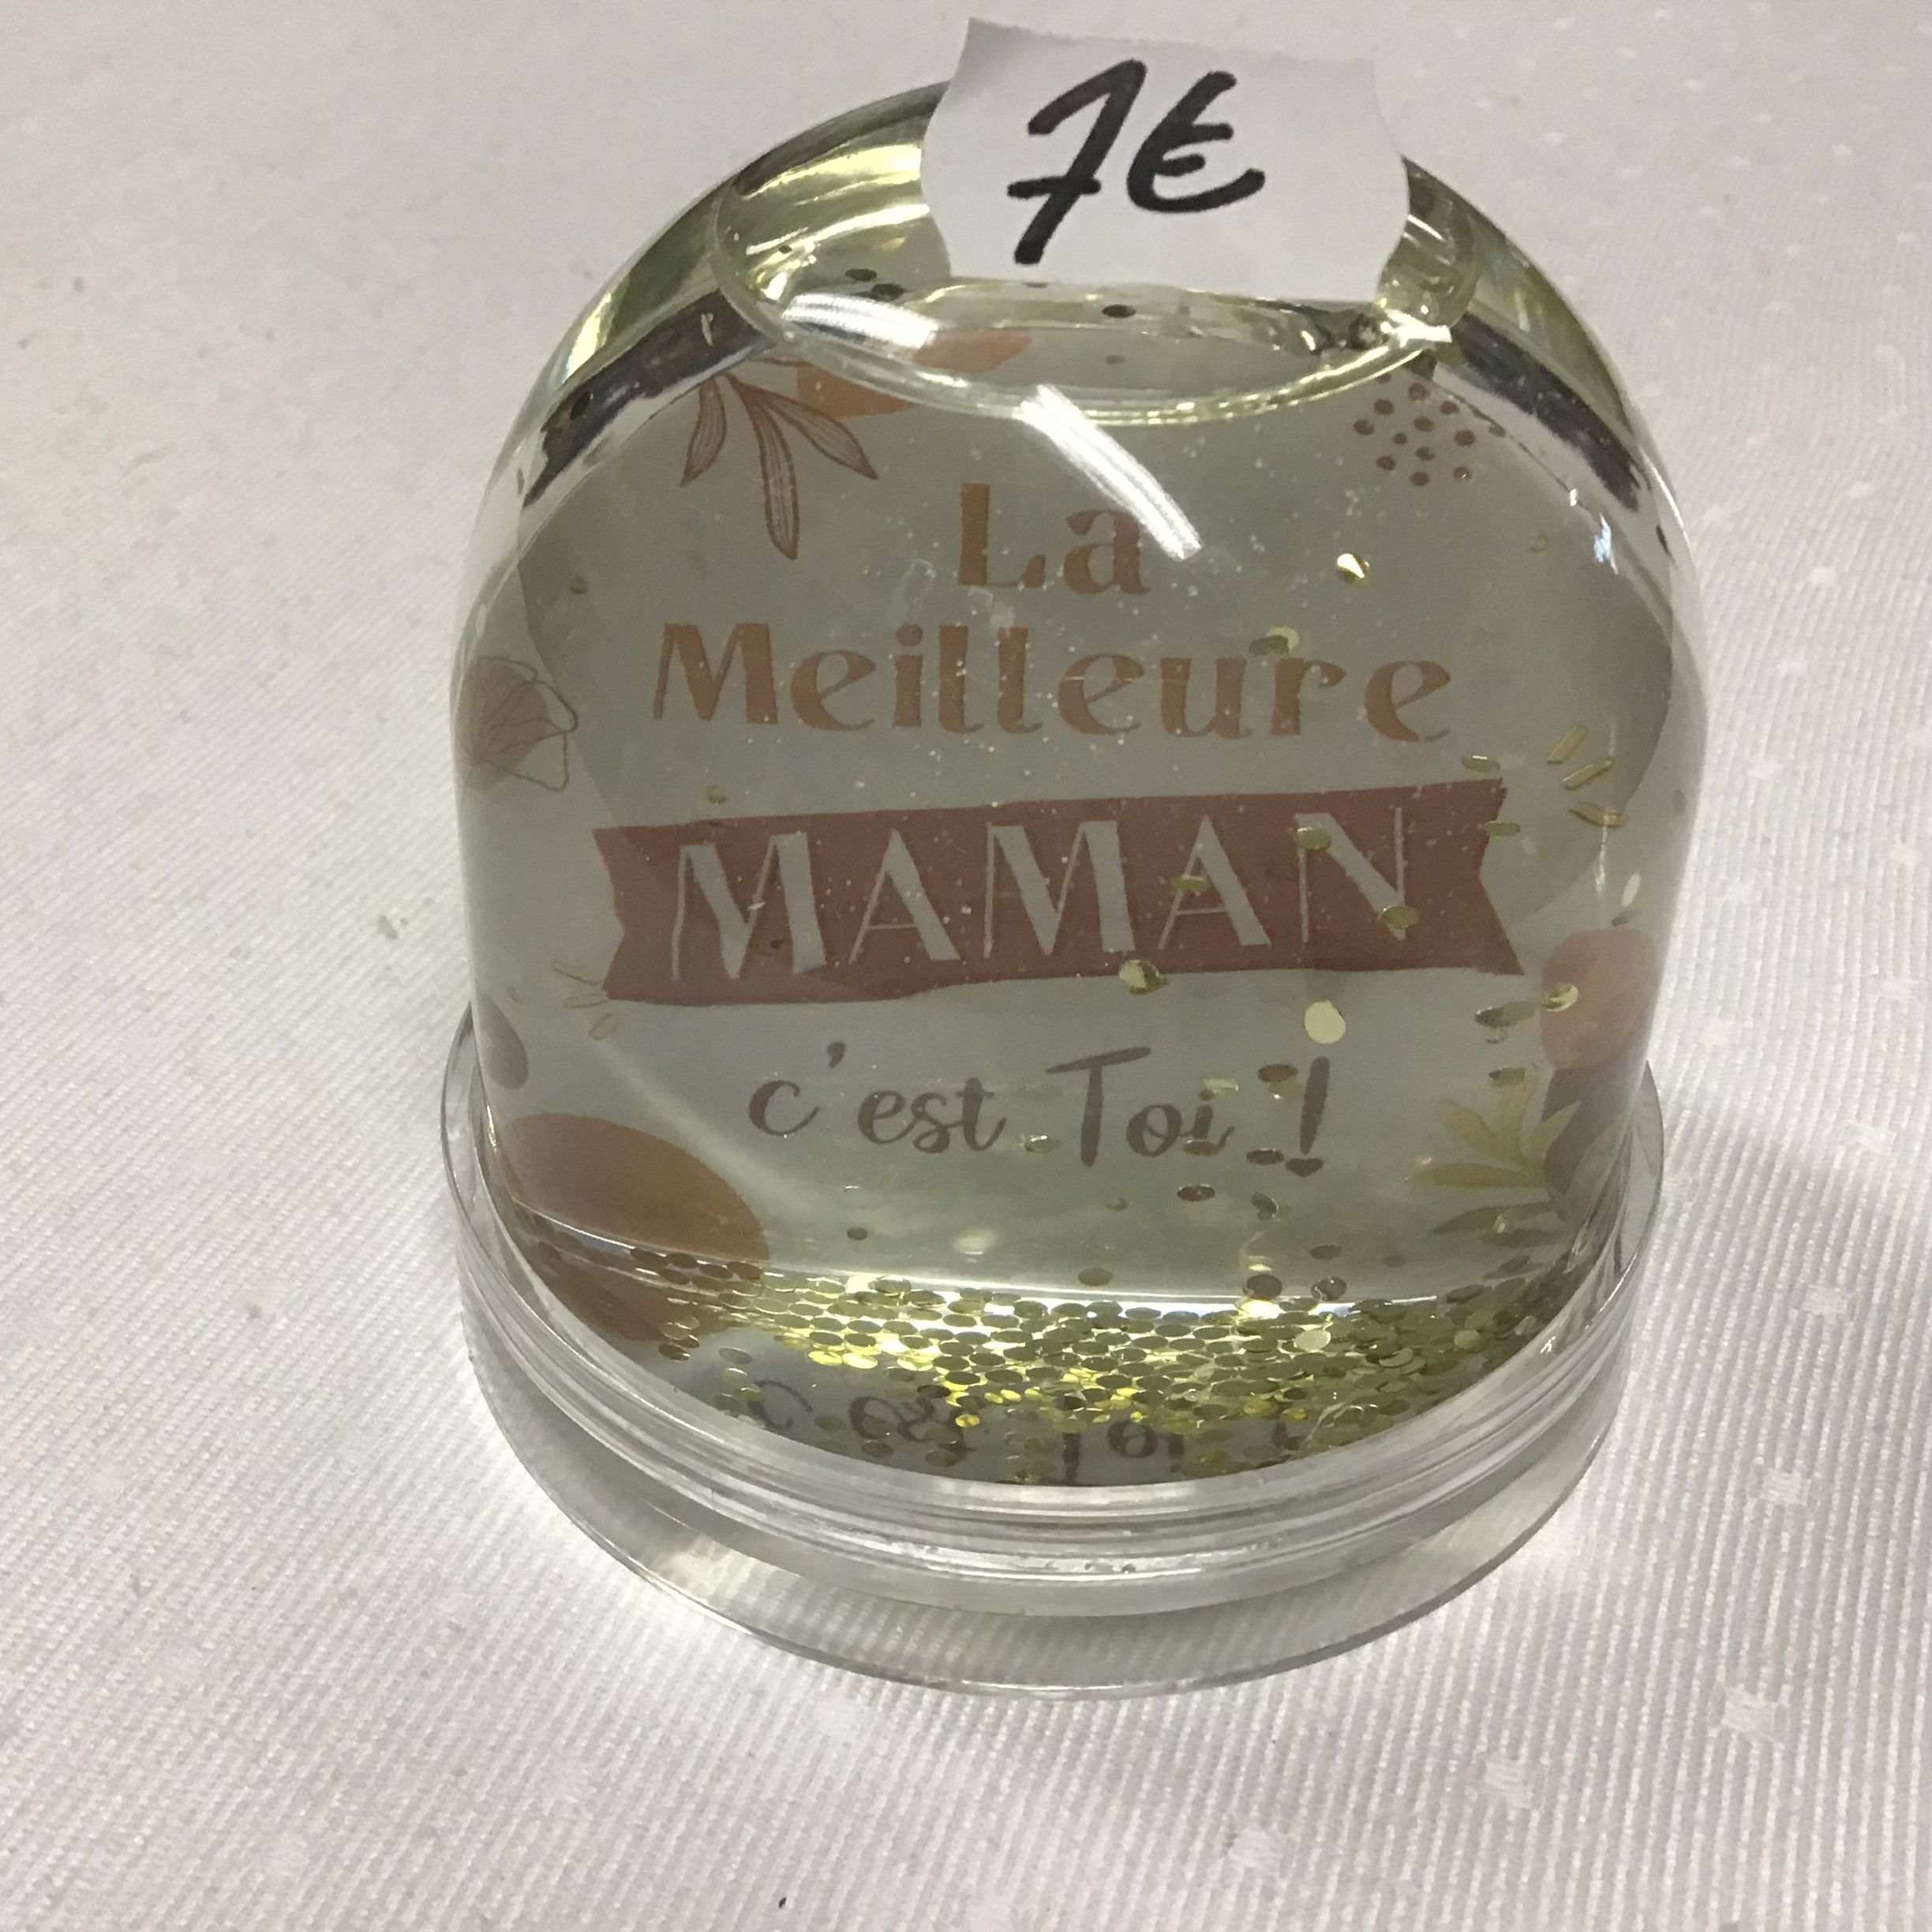 7€
La
Meilleure
MAMAN
c'est Toi !